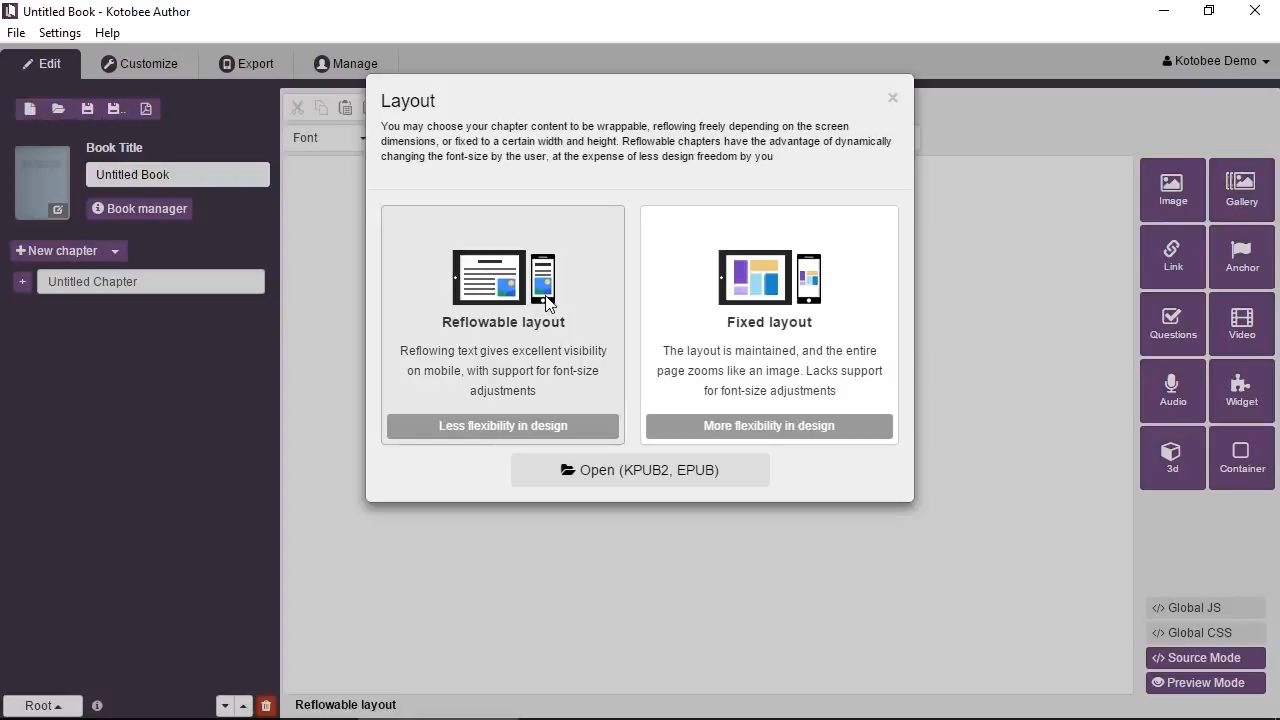 Untitled Book - Kotobee Author
File Settings Help
Edit Customize Export Manage Kotobee Demo
Layout
You may choose your chapter content to be wrappable, reflowing freely depending on the screen
dimensions, or fixed to a certain width and height. Reflowable chapters have the advantage of dynamically
changing the font-size by the user, at the expense of less design freedom by you
Font
Book Title
Untitled Book
Book manager
New chapter
Untitled Chapter
Reflowable layout
Reflowing text gives excellent visibility
on mobile, with support for font-size
adjustments
Less flexibility in design
Fixed layout
The layout is maintained, and the entire
page zooms like an image. Lacks support
for font-size adjustments
More flexibility in design
Open (KPUB2, EPUB)
Image Gallery
Link Anchor
Questions Video
Audio Widget
3d Container
</> Global JS
</> Global CSS
</> Source Mode
Preview Mode
Root
Reflowable layout